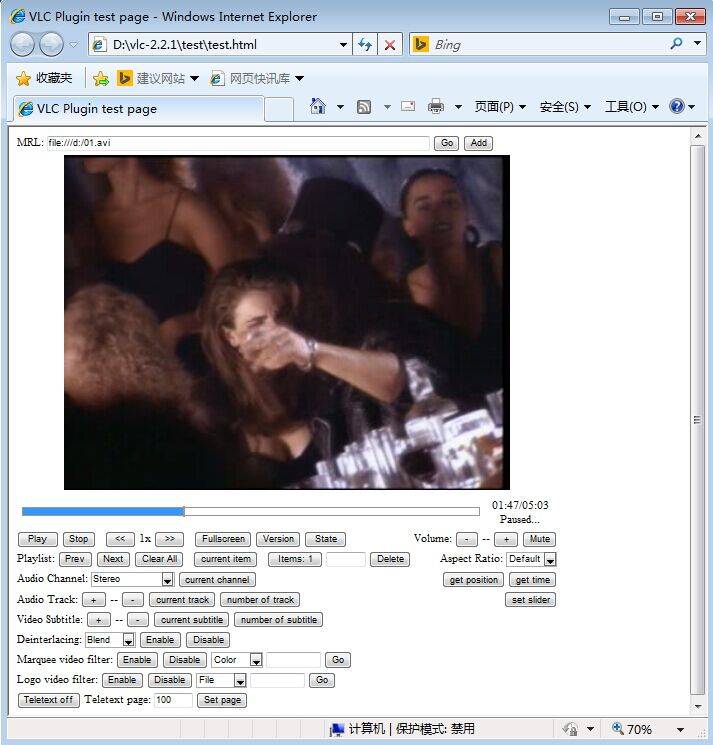 VLC Plugin test page - Windows Internet Explorer
D:\vlc-2.2.1\test\test.html Bing
收藏夹 建议网站 网页快讯库
VLC Plugin test page 页面(P) 安全(S) 工具(O)
MRL: file:///d:/01.avi Go Add
01:47/05:03
Paused...
Play Stop << 1x >> Fullscreen Version State Volume: - -- + Mute
Playlist: Prev Next Clear All current item Items: 1 Delete Aspect Ratio: Default
Audio Channel: Stereo current channel get position get time
Audio Track: + -- - current track number of track set slider
Video Subtitle: + -- - current subtitle number of subtitle
Deinterlacing: Blend Enable Disable
Marquee video filter: Enable Disable Color Go
Logo video filter: Enable Disable File Go
Teletext off Teletext page: 100 Set page
计算机 | 保护模式: 禁用 70%